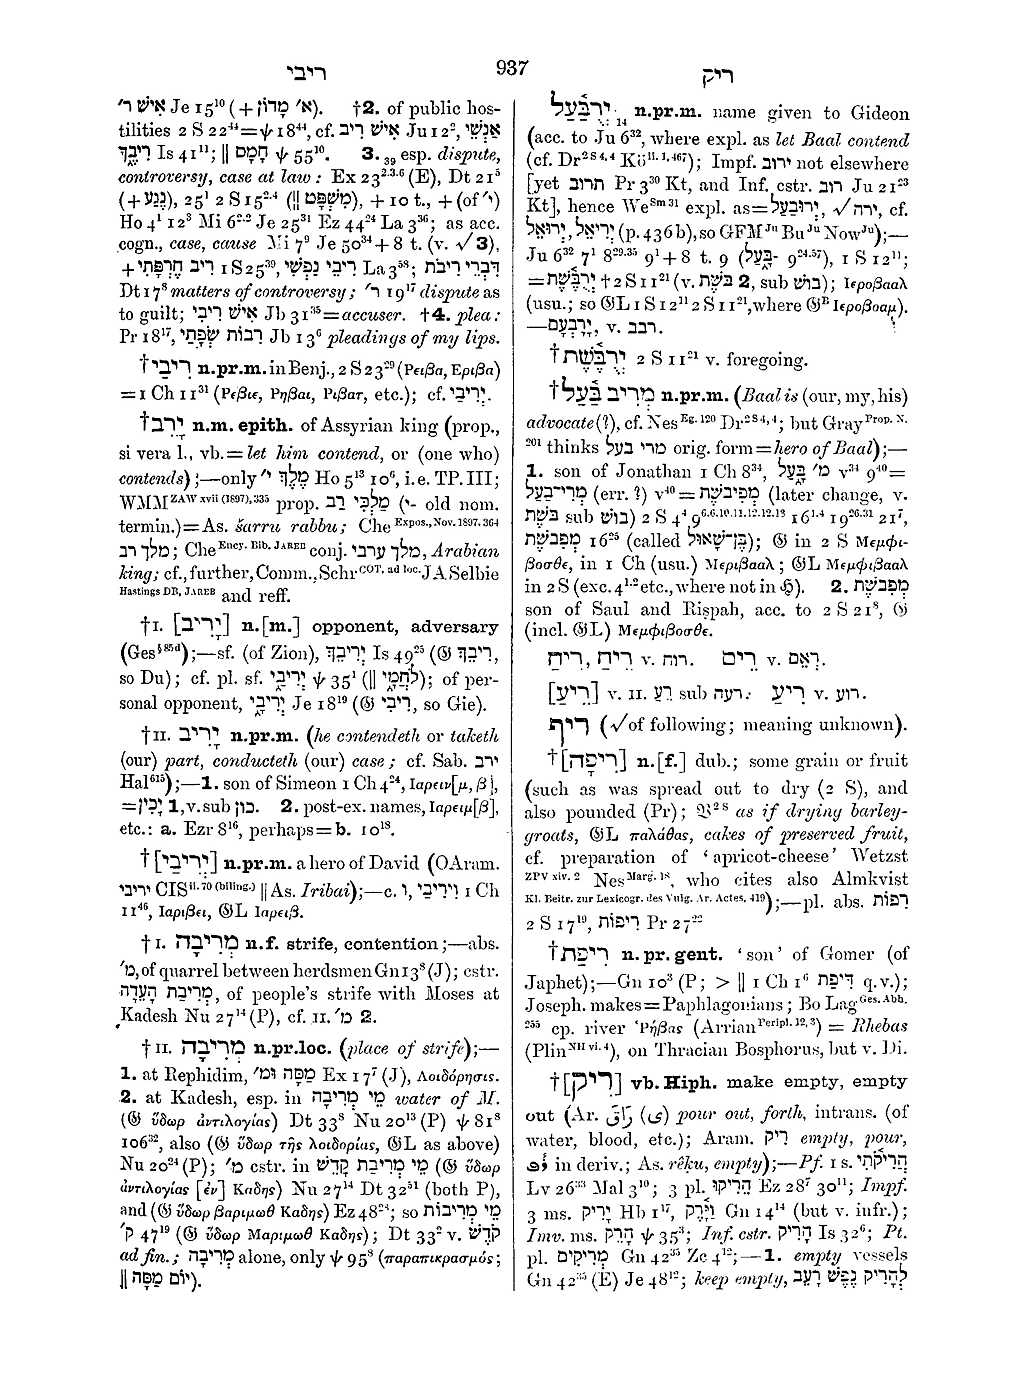 ריבי
937
ריק
אִישׁ ר׳ Je 15¹⁰ (+ א׳ מָדוֹן). †2. of public hos-
tilities 2 S 22⁴⁴=ψ 18⁴⁴, cf. אִישׁ רִיב Ju 12², אַנְשֵׁי
רִיבֶךָ Is 41¹¹; ‖ חָמָס ψ 55¹⁰. 3.₃₉ esp. dispute,
controversy, case at law: Ex 23²·³·⁶ (E), Dt 21⁵
(+נֶגַע), 25¹ 2 S 15²·⁴ (‖מִשְׁפָּט), + 10 t., + (of י׳)
Ho 4¹ 12³ Mi 6²·² Je 25³¹ Ez 44²⁴ La 3³⁶; as acc.
cogn., case, cause Mi 7⁹ Je 50³⁴ + 8 t. (v. √ 3),
+ רִיב חֶרְפָּתִי 1 S 25³⁹, רִיבֵי נַפְשִׁי La 3⁵⁸; דִּבְרֵי רִיבֹת
Dt 17⁸ matters of controversy; ר׳ 19¹⁷ dispute as
to guilt; אִישׁ רִיבִי Jb 31³⁵=accuser. †4. plea:
Pr 18¹⁷, רִבוֹת שְׂפָתַי Jb 13⁶ pleadings of my lips.
†רִיבַי n.pr.m. in Benj., 2 S 23²⁹ (Ρειβα, Εριβα)
= 1 Ch 11³¹ (Ρεβιε, Ρηβαι, Ριβατ, etc.); cf. יְרִיבַי.
†יָרֵב n.m. epith. of Assyrian king (prop.,
si vera l., vb.=let him contend, or (one who)
contends);—only מֶלֶךְ י׳ Ho 5¹³ 10⁶, i.e. TP. III;
WMM ZAW xvii (1897), 335 prop. מַלְכִּי רַב (־ִי old nom.
termin.)=As. šarru rabbu; Che Expos., Nov. 1897. 364
מלך רב; Che Ency. Bib. JAREB conj. מלך ערבי, Arabian
king; cf., further, Comm., Schr COT. ad loc. JASelbie
Hastings DB, JAREB and reff.
†I. [יָרִיב] n.[m.] opponent, adversary
(Ges §85d);—sf. (of Zion), יְרִיבֵךְ Is 49²⁵ (𝔊 רִיבֵךְ,
so Du); cf. pl. sf. יְרִיבַי ψ 35¹ (‖ לֹחֲמָי); of per-
sonal opponent, יְרִיבָי Je 18¹⁹ (𝔊 רִיבִי, so Gie).
†II. יָרִיב n.pr.m. (he contendeth or taketh
(our) part, conducteth (our) case; cf. Sab. ירב
Hal⁶¹⁵);—1. son of Simeon 1 Ch 4²⁴, Ιαρειν[μ, β],
=יָכִין 1, v. sub כון. 2. post-ex. names, Ιαρειμ[β],
etc.: a. Ezr 8¹⁶, perhaps=b. 10¹⁸.
†[יְרִיבַי] n.pr.m. a hero of David (OAram.
יריבי CIS ii. 70 (biling.) ‖ As. Iribai);—c. ו, וִירִיבַי 1 Ch
11⁴⁶, Ιαριβει, 𝔊L Ιαρειβ.
†I. מְרִיבָה n.f. strife, contention;—abs.
מ׳, of quarrel between herdsmen Gn 13⁸ (J); cstr.
מְרִיבַת הָעֵדָה, of people's strife with Moses at
Kadesh Nu 27¹⁴ (P), cf. II. מ׳ 2.
†II. מְרִיבָה n.pr.loc. (place of strife);—
1. at Rephidim, מַסָּה וּמ׳ Ex 17⁷ (J), Λοιδόρησις.
2. at Kadesh, esp. in מֵי מְרִיבָה water of M.
(𝔊 ὕδωρ ἀντιλογίας) Dt 33⁸ Nu 20¹³ (P) ψ 81⁸
106³², also (𝔊 ὕδωρ τῆς λοιδορίας, 𝔊L as above)
Nu 20²⁴ (P); מ׳ cstr. in מֵי מְרִיבַת קָדֵשׁ (𝔊 ὕδωρ
ἀντιλογίας [ἐν] Καδης) Nu 27¹⁴ Dt 32⁵¹ (both P),
and (𝔊 ὕδωρ βαριμωθ Καδης) Ez 48²⁸; so מֵי מְרִיבוֹת
ק׳ 47¹⁹ (𝔊 ὕδωρ Μαριμωθ Καδης); Dt 33² v. קֹדֶשׁ
ad fin.; מְרִיבָה alone, only ψ 95⁸ (παραπικρασμός;
‖ יוֹם מַסָּה).
יְרֻבַּעַל₁₄ n.pr.m. name given to Gideon
(acc. to Ju 6³², where expl. as let Baal contend
(cf. Dr 2 S 4, 4 Kö II. 1, 467); Impf. ירוב not elsewhere
[yet תרוב Pr 3³⁰ Kt, and Inf. cstr. רוב Ju 21²³
Kt], hence We Sm 31 expl. as=יְרוּבַּעַל, √ירה, cf.
יְרִיאֵל, יְרוּאֵל (p. 436 b), so GFM Ju Bu Ju Now Ju);—
Ju 6³² 7¹ 8²⁹·³⁵ 9¹ + 8 t. 9 (־בָּעַל 9²⁴·⁵⁷), 1 S 12¹¹;
=יְרֻבֶּשֶׁת †2 S 11²¹ (v. בּשֶׁת 2, sub בּוֹשׁ); Ιεροβααλ
(usu.; so 𝔊L 1 S 12¹¹ 2 S 11²¹, where 𝔊ᴮ Ιεροβοαμ).
—יָרָבְעָם, v. רבב.
†יְרֻבֶּשֶׁת 2 S 11²¹ v. foregoing.
†מְרִיב בַּעַל n.pr.m. (Baal is (our, my, his)
advocate (?), cf. Nes Eg. 120 Dr 2 S 4, 4; but Gray Prop. N.
201 thinks מרי בעל orig. form=hero of Baal);—
1. son of Jonathan 1 Ch 8³⁴, מ׳ בָּעַל v³⁴ 9⁴⁰=
מְרִי־בַעַל (err. ?) v⁴⁰=מְפִיבֹשֶׁת (later change, v.
בּשֶׁת sub בּוֹשׁ) 2 S 4⁴ 9⁶·⁶·¹⁰·¹¹·¹²·¹²·¹³ 16¹·⁴ 19²⁶·³¹ 21⁷,
מְפִבשֶׁת 16²⁵ (called בֶּן־שָׁאוּל); 𝔊 in 2 S Μεμφι-
βοσθε, in 1 Ch (usu.) Μεριβααλ; 𝔊L Μεμφιβααλ
in 2 S (exc. 4¹·² etc., where not in ℌ). 2. מְפִבשֶׁת
son of Saul and Rispah, acc. to 2 S 21⁸, 𝔊
(incl. 𝔊L) Μεμφιβοσθε.
רֵיחַ, רִיחַ v. רוח. רֵים v. רְאֵם.
[רִיעַ] v. II. רֵעַ sub רעה. רִיעַ v. רוע.
ריף (√ of following; meaning unknown).
†[רִיפָה] n.[f.] dub.; some grain or fruit
(such as was spread out to dry (2 S), and
also pounded (Pr); 𝔙 2 S as if drying barley-
groats, 𝔊L παλάθας, cakes of preserved fruit,
cf. preparation of ‘apricot-cheese’ Wetzst
ZPV xiv. 2 Nes Marg. 18, who cites also Almkvist
Kl. Beitr. zur Lexicogr. des Vulg. Ar. Actes. 419);—pl. abs. רִפוֹת
2 S 17¹⁹, רִיפוֹת Pr 27²²
†רִיפַת n.pr.gent. ‘son’ of Gomer (of
Japhet);—Gn 10³ (P; > ‖ 1 Ch 1⁶ דִּיפַת q.v.);
Joseph. makes=Paphlagonians; Bo Lag Ges. Abh.
255 cp. river Ῥήβας (Arrian Peripl. 12, 3) = Rhebas
(Plin NH vi. 4), on Thracian Bosphorus, but v. Di.
†[רִיק] vb. Hiph. make empty, empty
out (Ar. رَاقَ (ى) pour out, forth, intrans. (of
water, blood, etc.); Aram. רִיק empty, pour,
in deriv.; As. rêḳu, empty);—Pf. 1 s. הֲרִיקֹתִי
Lv 26³³ Mal 3¹⁰; 3 pl. הֵרִיקוּ Ez 28⁷ 30¹¹; Impf.
3 ms. יָרִיק Hb 1¹⁷, וַיָּרֶק Gn 14¹⁴ (but v. infr.);
Imv. ms. הָרֵק ψ 35³; Inf. cstr. הָרִיק Is 32⁶; Pt.
pl. מְרִיקִים Gn 42³⁵ Zc 4¹²;—1. empty vessels
Gn 42³⁵ (E) Je 48¹²; keep empty, לְהָרִיק נֶפֶשׁ רָעֵב